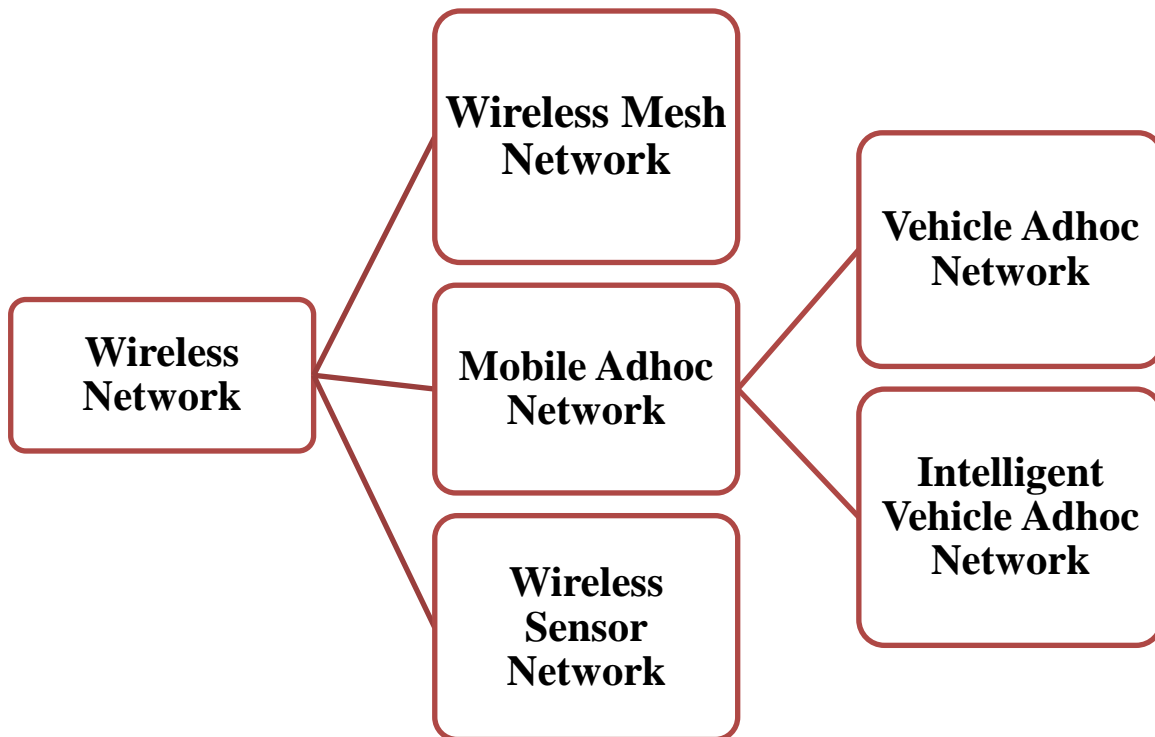 Wireless
Network
Wireless Mesh
Network
Mobile Adhoc
Network
Wireless
Sensor
Network
Vehicle Adhoc
Network
Intelligent
Vehicle Adhoc
Network